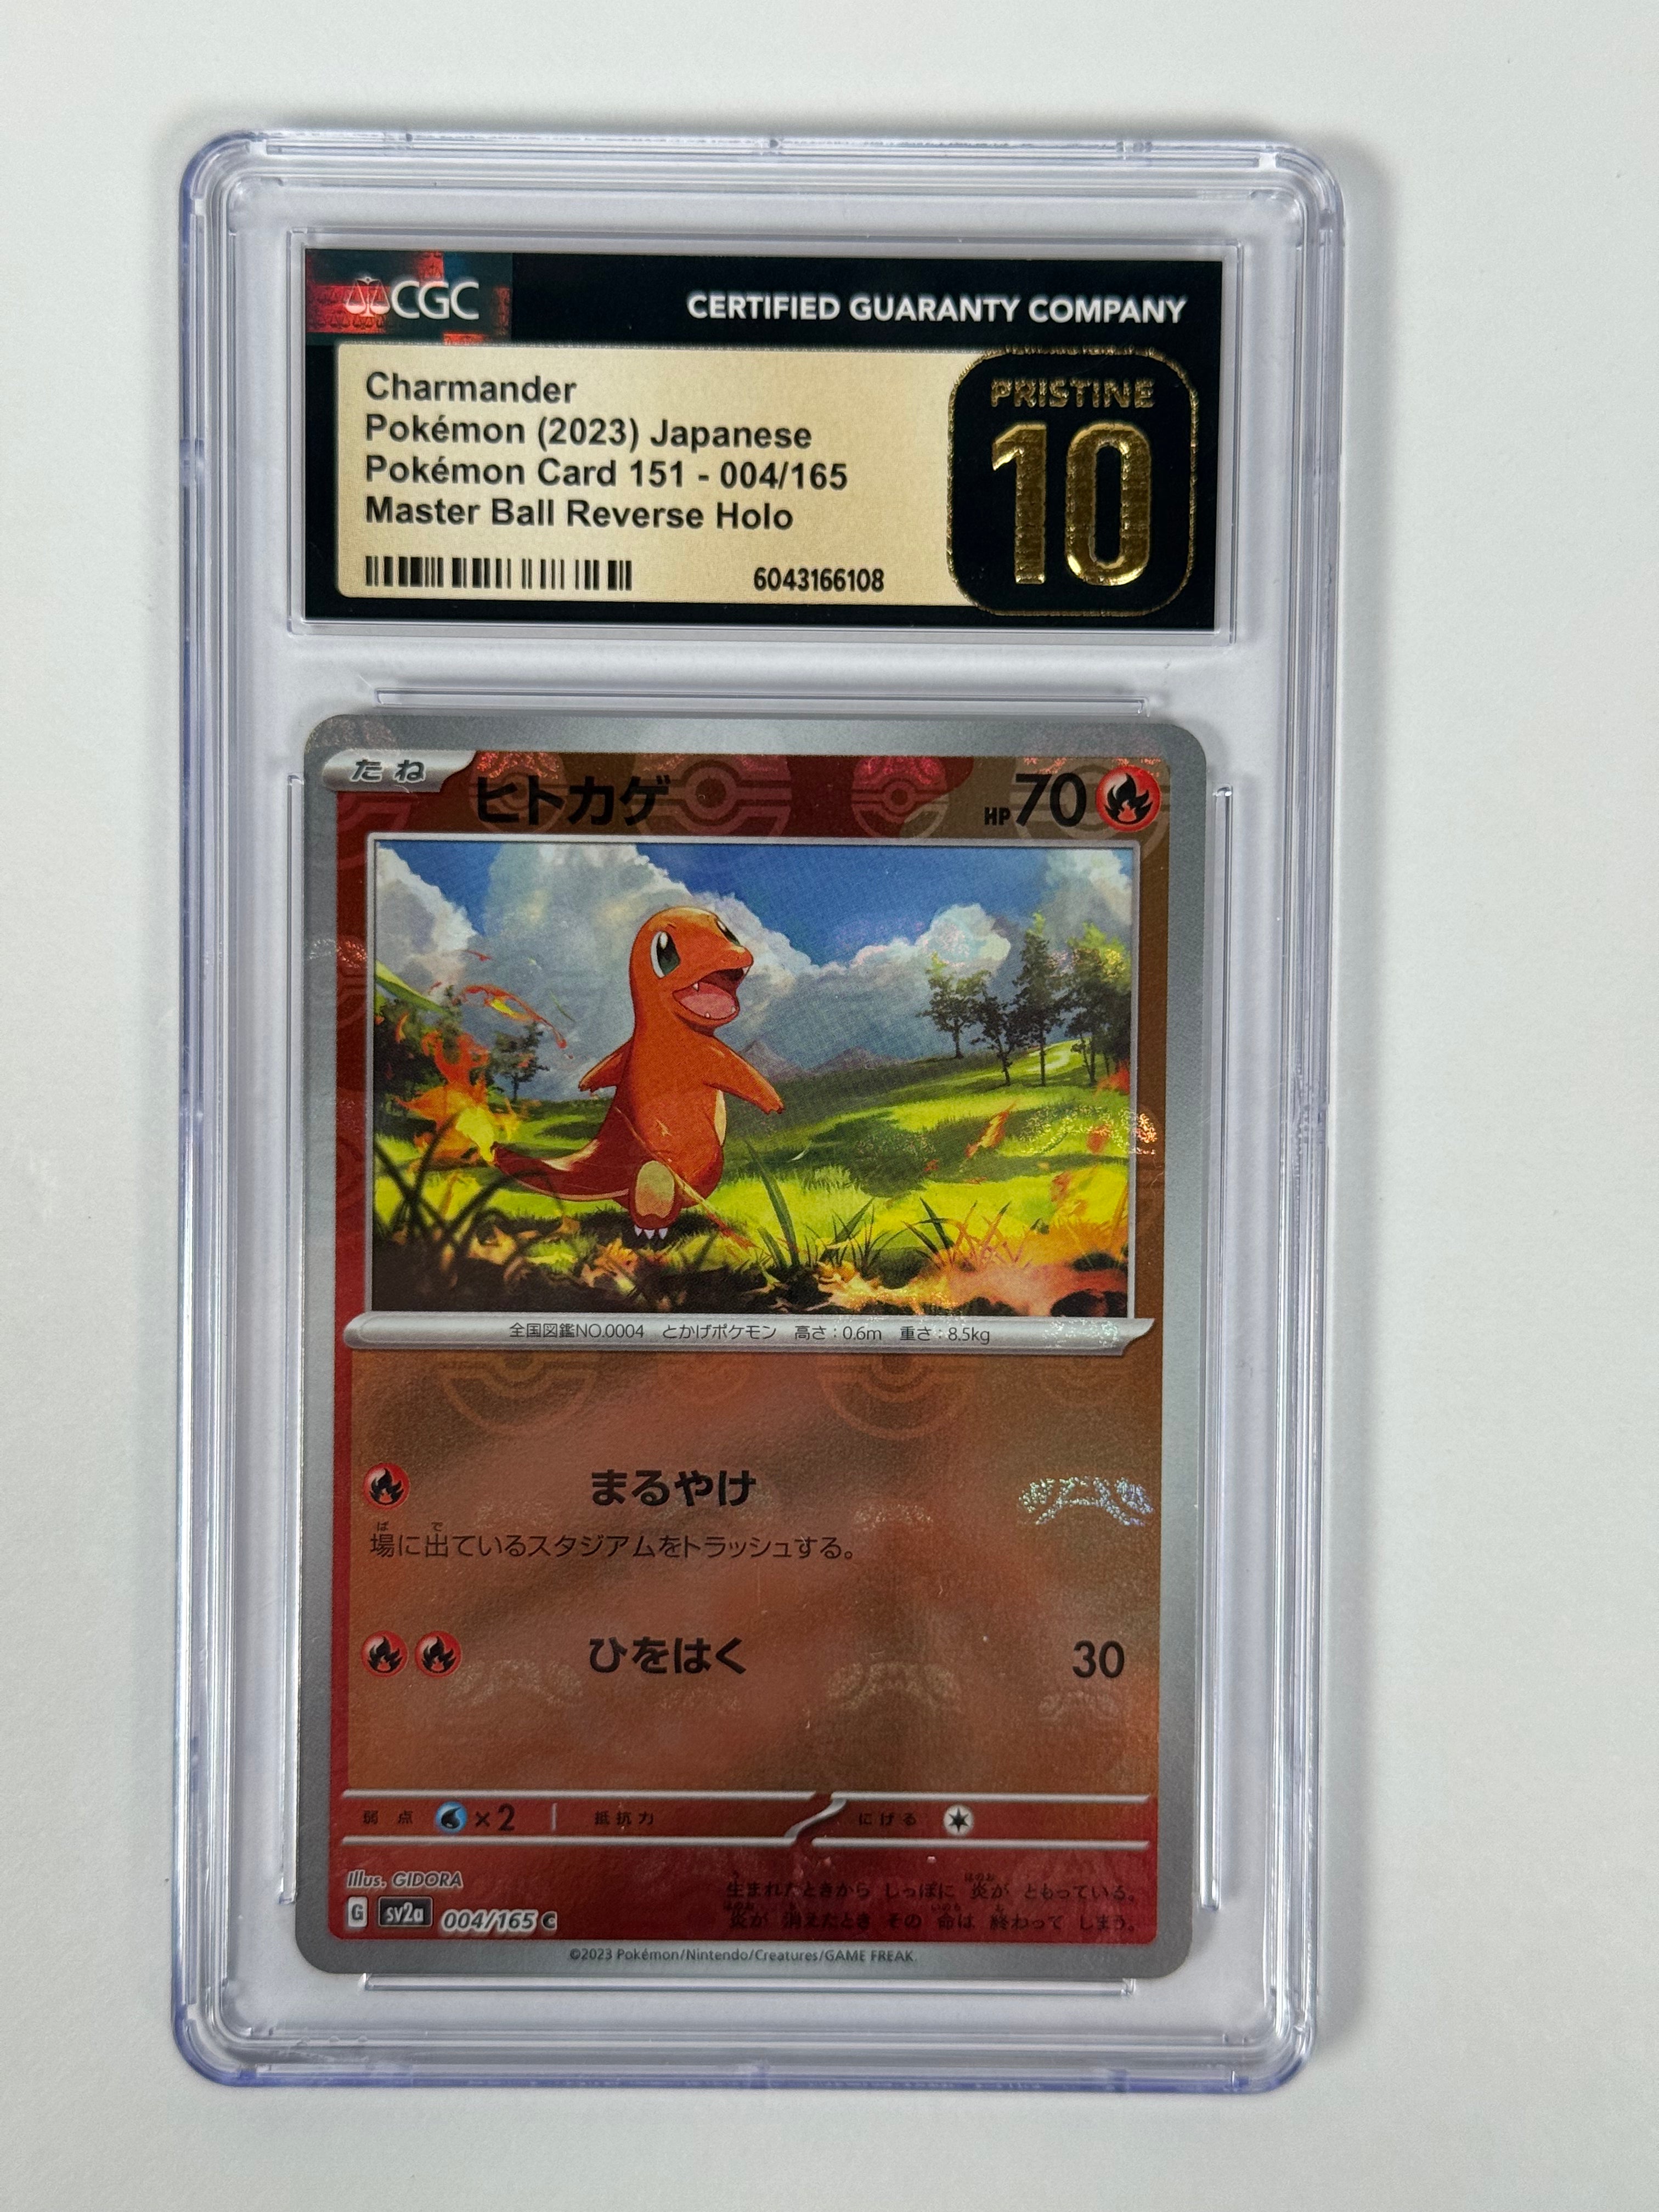 CGC
CERTIFIED GUARANTY COMPANY
Charmander
Pokémon (2023) Japanese
Pokémon Card 151 - 004/165
Master Ball Reverse Holo
6043166108
PRISTINE
10
たね
ヒトカゲ
HP70
全国図鑑NO.0004 とかげポケモン 高さ:0.6m 重さ:8.5kg
まるやけ
場に出ているスタジアムをトラッシュする。
ひをはく 30
弱点 ×2 抵抗力 にげる
Illus. GIDORA
生まれたときから しっぽに 炎が ともっている。
炎が 消えたとき その 命は 終わって しまう。
G sv2a 004/165 C
©2023 Pokémon/Nintendo/Creatures/GAME FREAK.